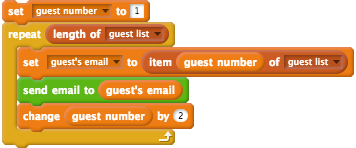 set guest number to 1
repeat length of guest list
set guest's email to item guest number of guest list
send email to guest's email
change guest number by 2